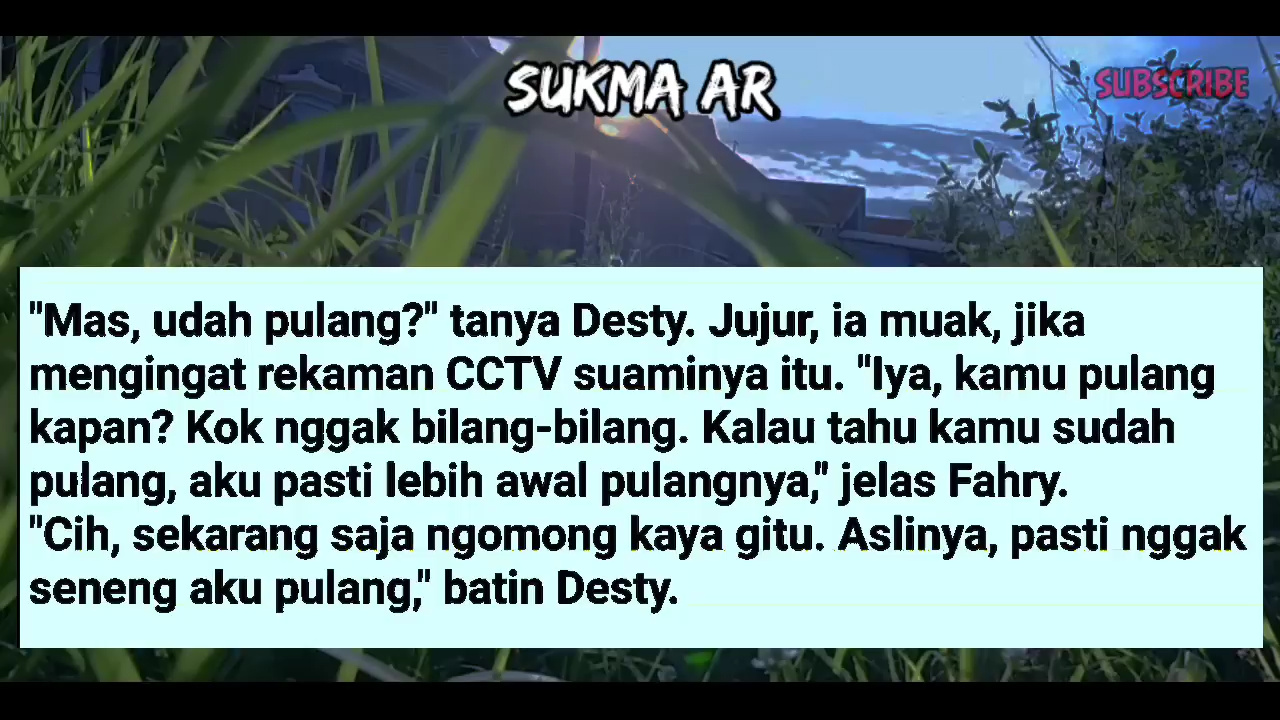 SUKMA AR
SUBSCRIBE
"Mas, udah pulang?" tanya Desty. Jujur, ia muak, jika
mengingat rekaman CCTV suaminya itu. "Iya, kamu pulang
kapan? Kok nggak bilang-bilang. Kalau tahu kamu sudah
pulang, aku pasti lebih awal pulangnya," jelas Fahry.
"Cih, sekarang saja ngomong kaya gitu. Aslinya, pasti nggak
seneng aku pulang," batin Desty.